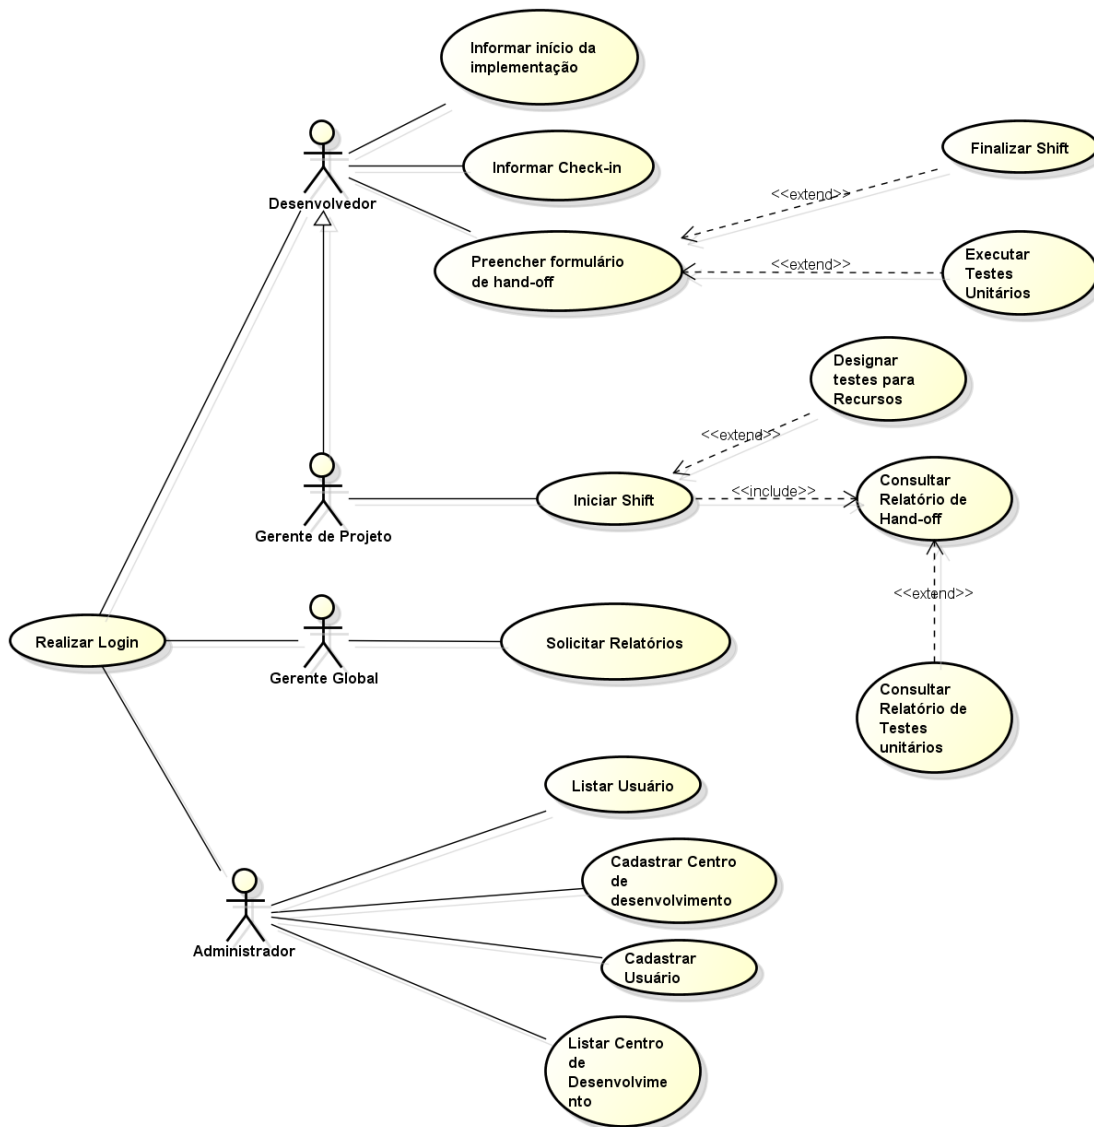 Informar início da
implementação
Informar Check-in
Desenvolvedor
Preencher formulário
de hand-off
<<extend>>
Finalizar Shift
<<extend>>
Executar
Testes
Unitários
Designar
testes para
Recursos
<<extend>>
Gerente de Projeto
Iniciar Shift
<<include>>
Consultar
Relatório de
Hand-off
<<extend>>
Realizar Login
Gerente Global
Solicitar Relatórios
Consultar
Relatório de
Testes
unitários
Listar Usuário
Administrador
Cadastrar Centro
de
desenvolvimento
Cadastrar
Usuário
Listar Centro
de
Desenvolvime
nto